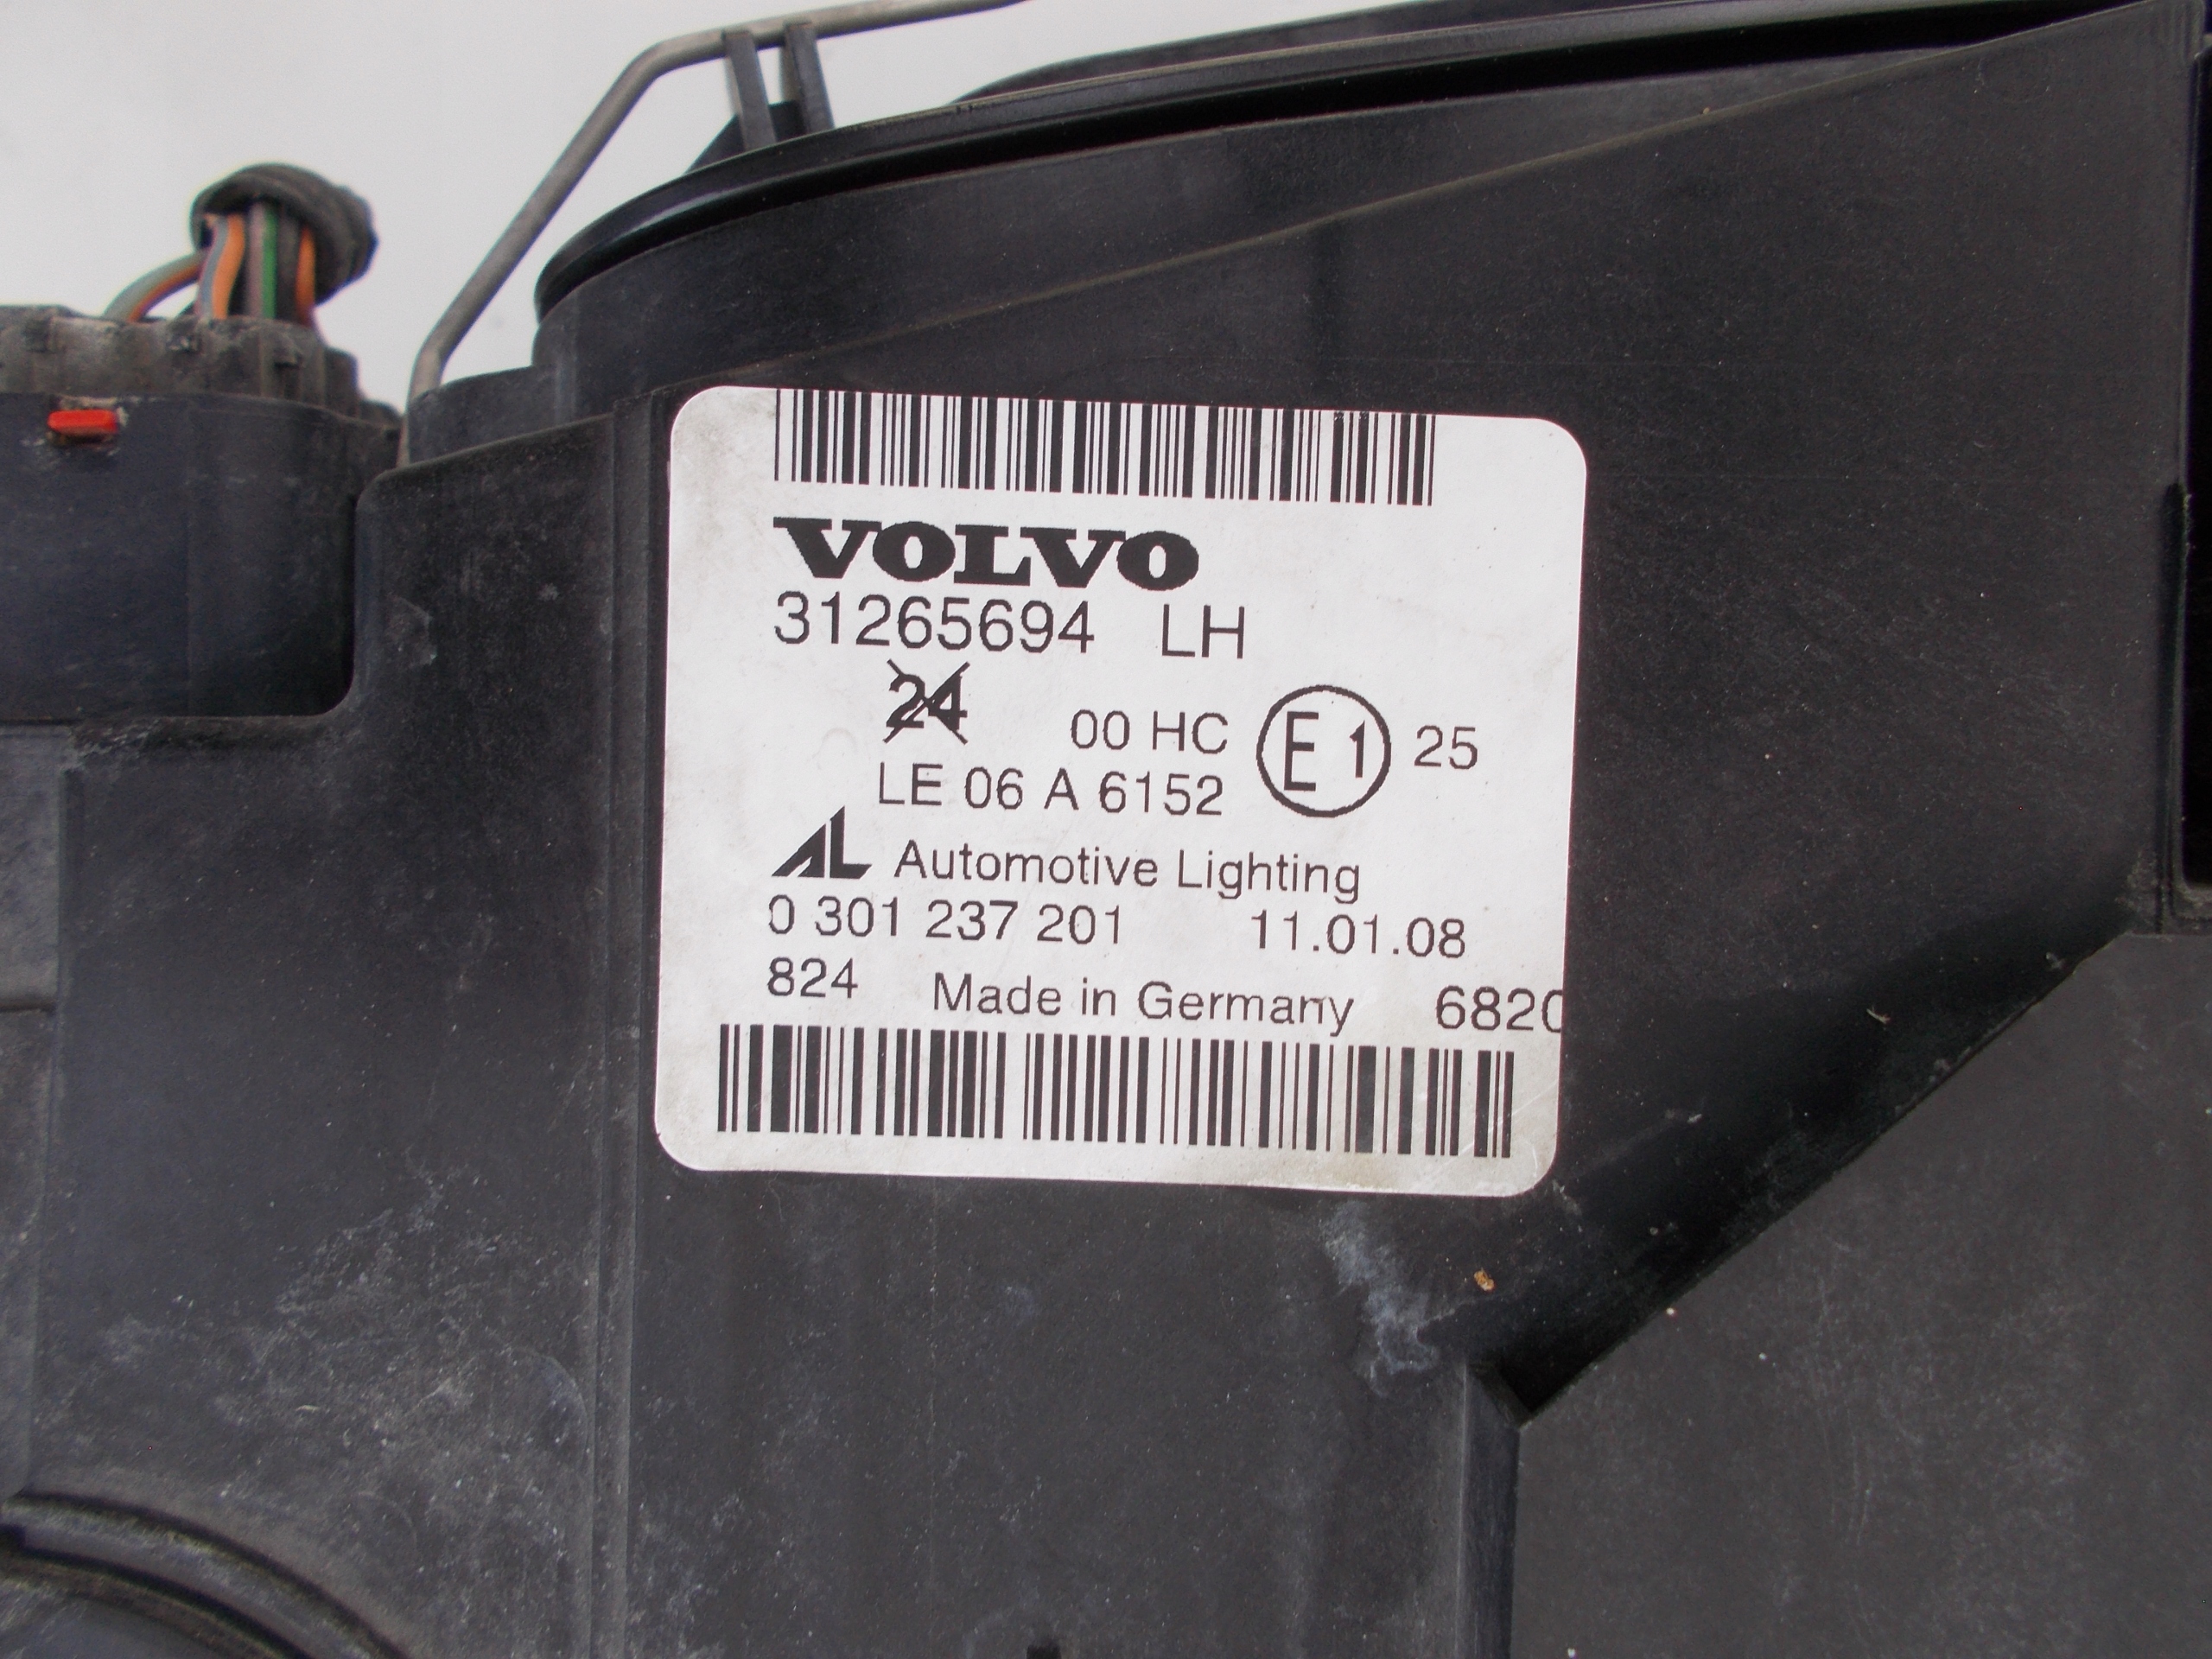 VOLVO
31265694 LH
24 00 HC E1 25
LE 06 A 6152
AL Automotive Lighting
0 301 237 201 11.01.08
824 Made in Germany 6820